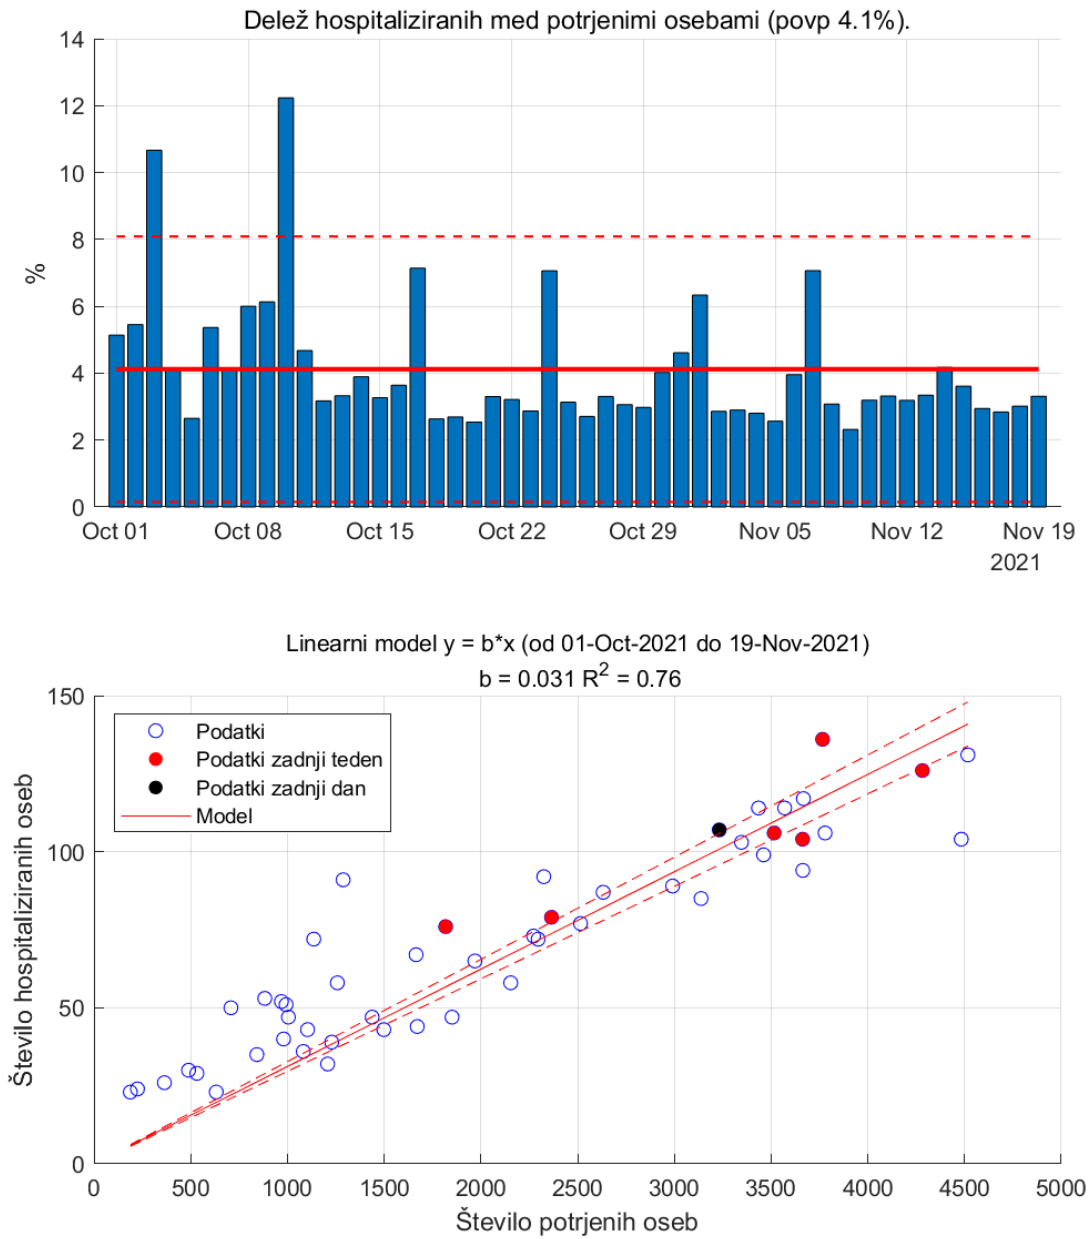 Delež hospitaliziranih med potrjenimi osebami (povp 4.1%).
14
12
10
8
6
4
2
0
%
Oct 01 Oct 08 Oct 15 Oct 22 Oct 29 Nov 05 Nov 12 Nov 19
2021
Linearni model y = b*x (od 01-Oct-2021 do 19-Nov-2021)
b = 0.031 R² = 0.76
150
100
50
0
Število hospitaliziranih oseb
Podatki
Podatki zadnji teden
Podatki zadnji dan
Model
0 500 1000 1500 2000 2500 3000 3500 4000 4500 5000
Število potrjenih oseb